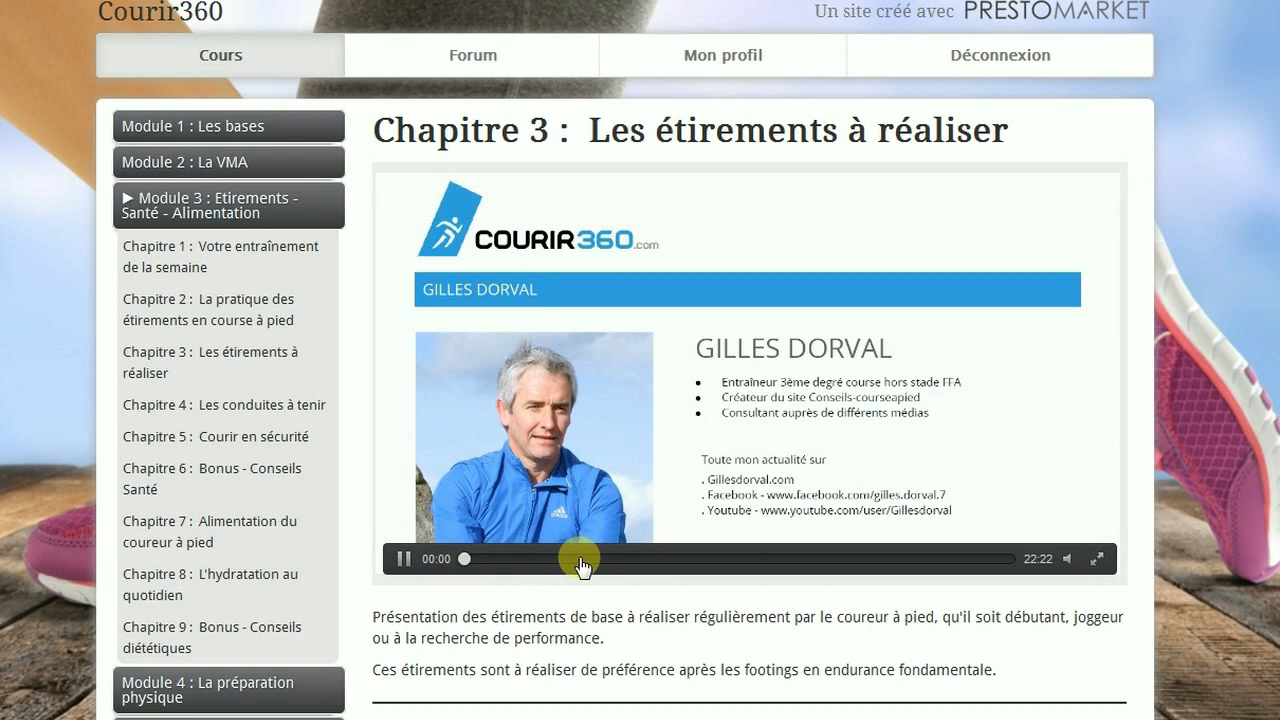 Courir360
Un site créé avec PRESTOMARKET
Cours
Forum
Mon profil
Déconnexion
Module 1 : Les bases
Module 2 : La VMA
▶ Module 3 : Etirements -
Santé - Alimentation
Chapitre 1 : Votre entraînement
de la semaine
Chapitre 2 : La pratique des
étirements en course à pied
Chapitre 3 : Les étirements à
réaliser
Chapitre 4 : Les conduites à tenir
Chapitre 5 : Courir en sécurité
Chapitre 6 : Bonus - Conseils
Santé
Chapitre 7 : Alimentation du
coureur à pied
Chapitre 8 : L'hydratation au
quotidien
Chapitre 9 : Bonus - Conseils
diététiques
Module 4 : La préparation
physique
Chapitre 3 : Les étirements à réaliser
COURIR360.com
GILLES DORVAL
GILLES DORVAL
• Entraîneur 3ème degré course hors stade FFA
• Créateur du site Conseils-courseapied
• Consultant auprès de différents médias
Toute mon actualité sur
. Gillesdorval.com
. Facebook - www.facebook.com/gilles.dorval.7
. Youtube - www.youtube.com/user/Gillesdorval
adidas
00:00
22:22
Présentation des étirements de base à réaliser régulièrement par le coureur à pied, qu'il soit débutant, joggeur
ou à la recherche de performance.
Ces étirements sont à réaliser de préférence après les footings en endurance fondamentale.